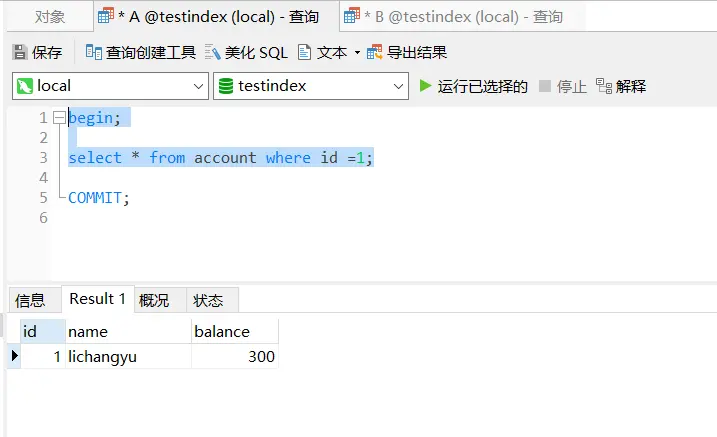 对象 * A @testindex (local) - 查询 * B @testindex (local) - 查询
保存 查询创建工具 美化 SQL 文本 导出结果
local testindex 运行已选择的 停止 解释
1 begin;
2
3 select * from account where id =1;
4
5 COMMIT;
6
信息 Result 1 概况 状态
id name balance
1 lichangyu 300